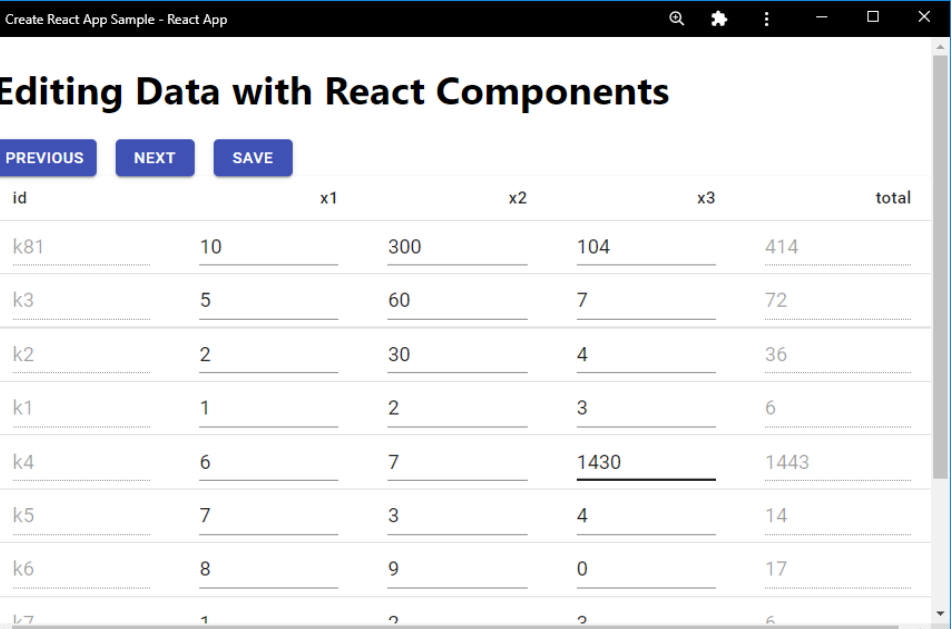 Create React App Sample - React App
Editing Data with React Components
PREVIOUS NEXT SAVE
id x1 x2 x3 total
k81 10 300 104 414
k3 5 60 7 72
k2 2 30 4 36
k1 1 2 3 6
k4 6 7 1430 1443
k5 7 3 4 14
k6 8 9 0 17
k7 1 2 3 6